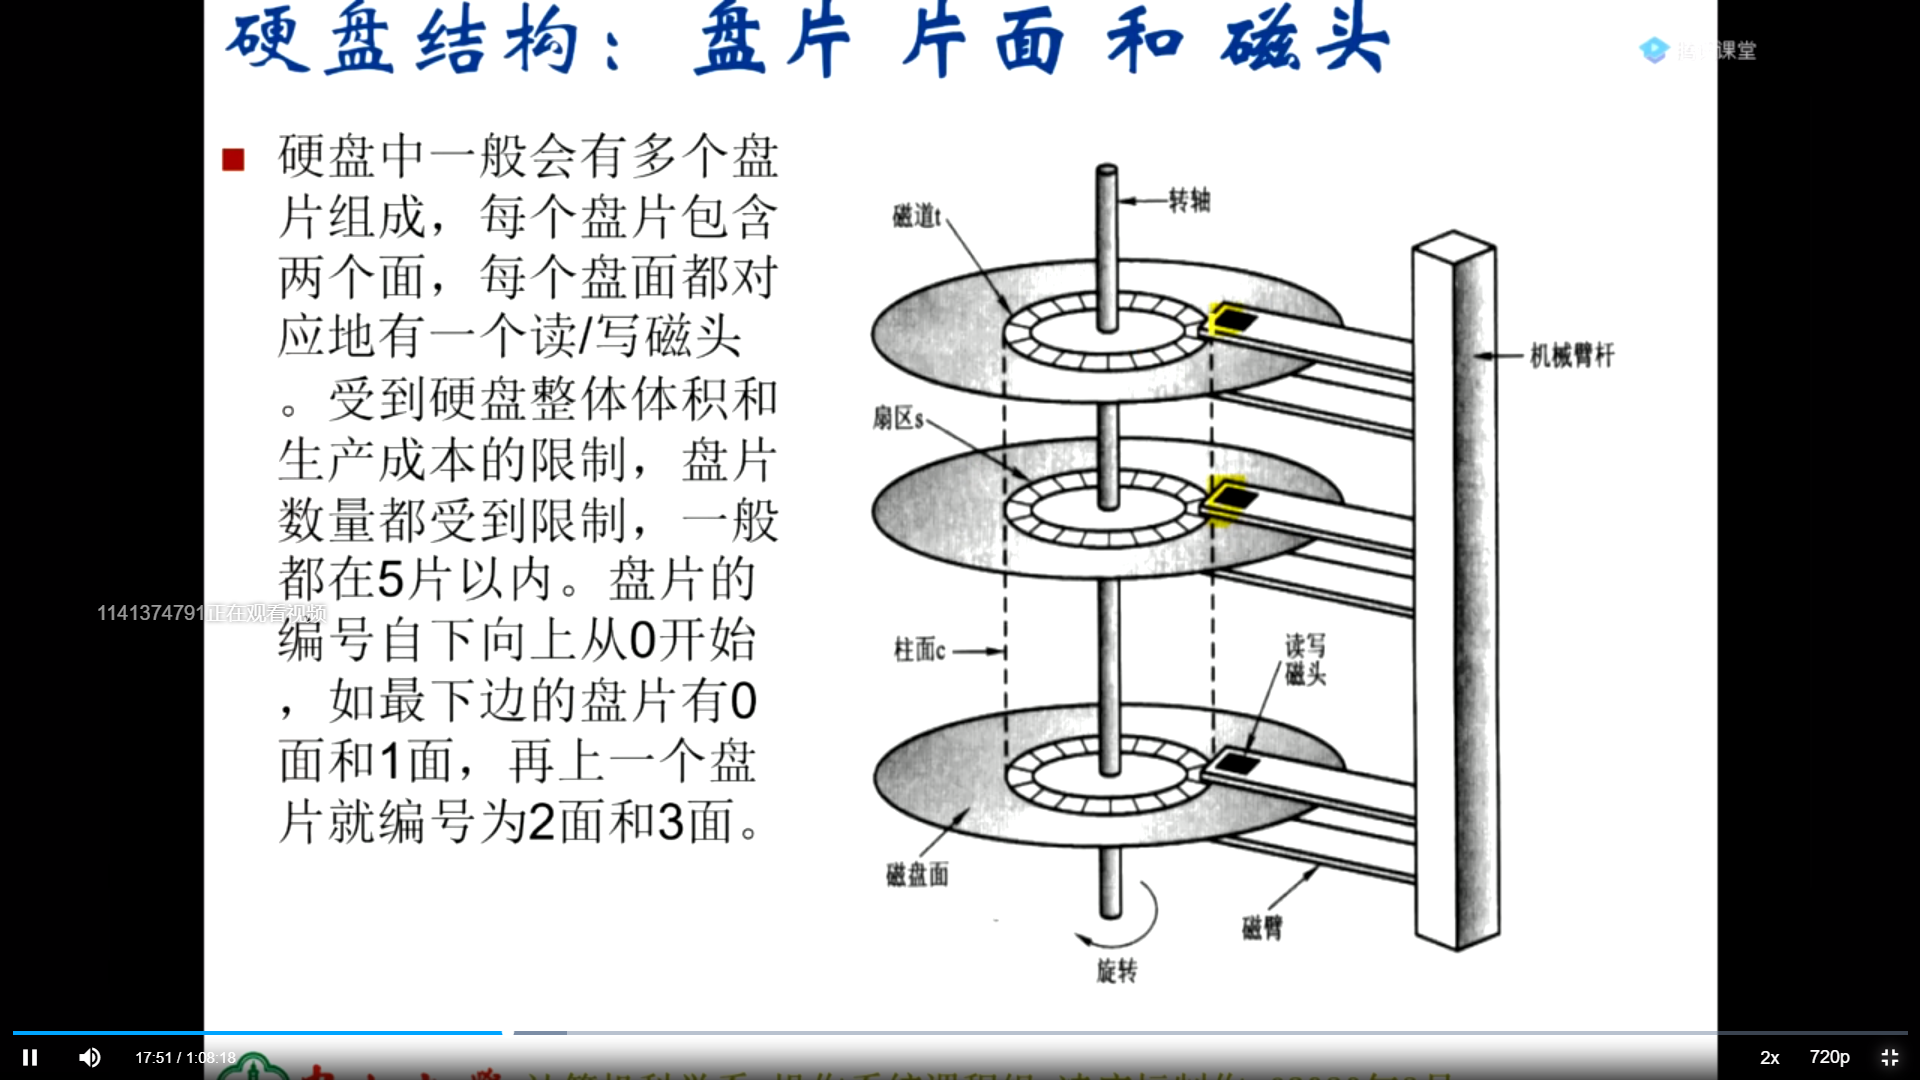 硬盘结构：盘片 片面 和 磁头
课堂
硬盘中一般会有多个盘
片组成，每个盘片包含
两个面，每个盘面都对
应地有一个读/写磁头
。受到硬盘整体体积和
生产成本的限制，盘片
数量都受到限制，一般
都在5片以内。盘片的
编号自下向上从0开始
，如最下边的盘片有0
面和1面，再上一个盘
片就编号为2面和3面。
1141374791正在观看视频
转轴
磁道t
机械臂杆
扇区s
读写
磁头
柱面c
磁盘面
磁臂
旋转
17:51 / 1:08:18
2x
720p